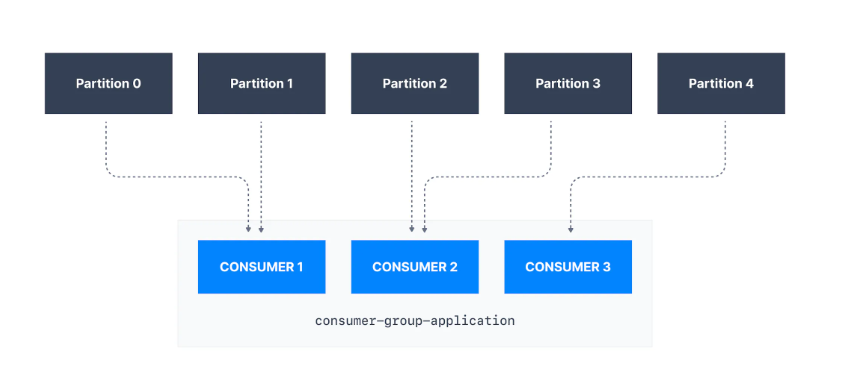 Partition 0
Partition 1
Partition 2
Partition 3
Partition 4
CONSUMER 1
CONSUMER 2
CONSUMER 3
consumer-group-application